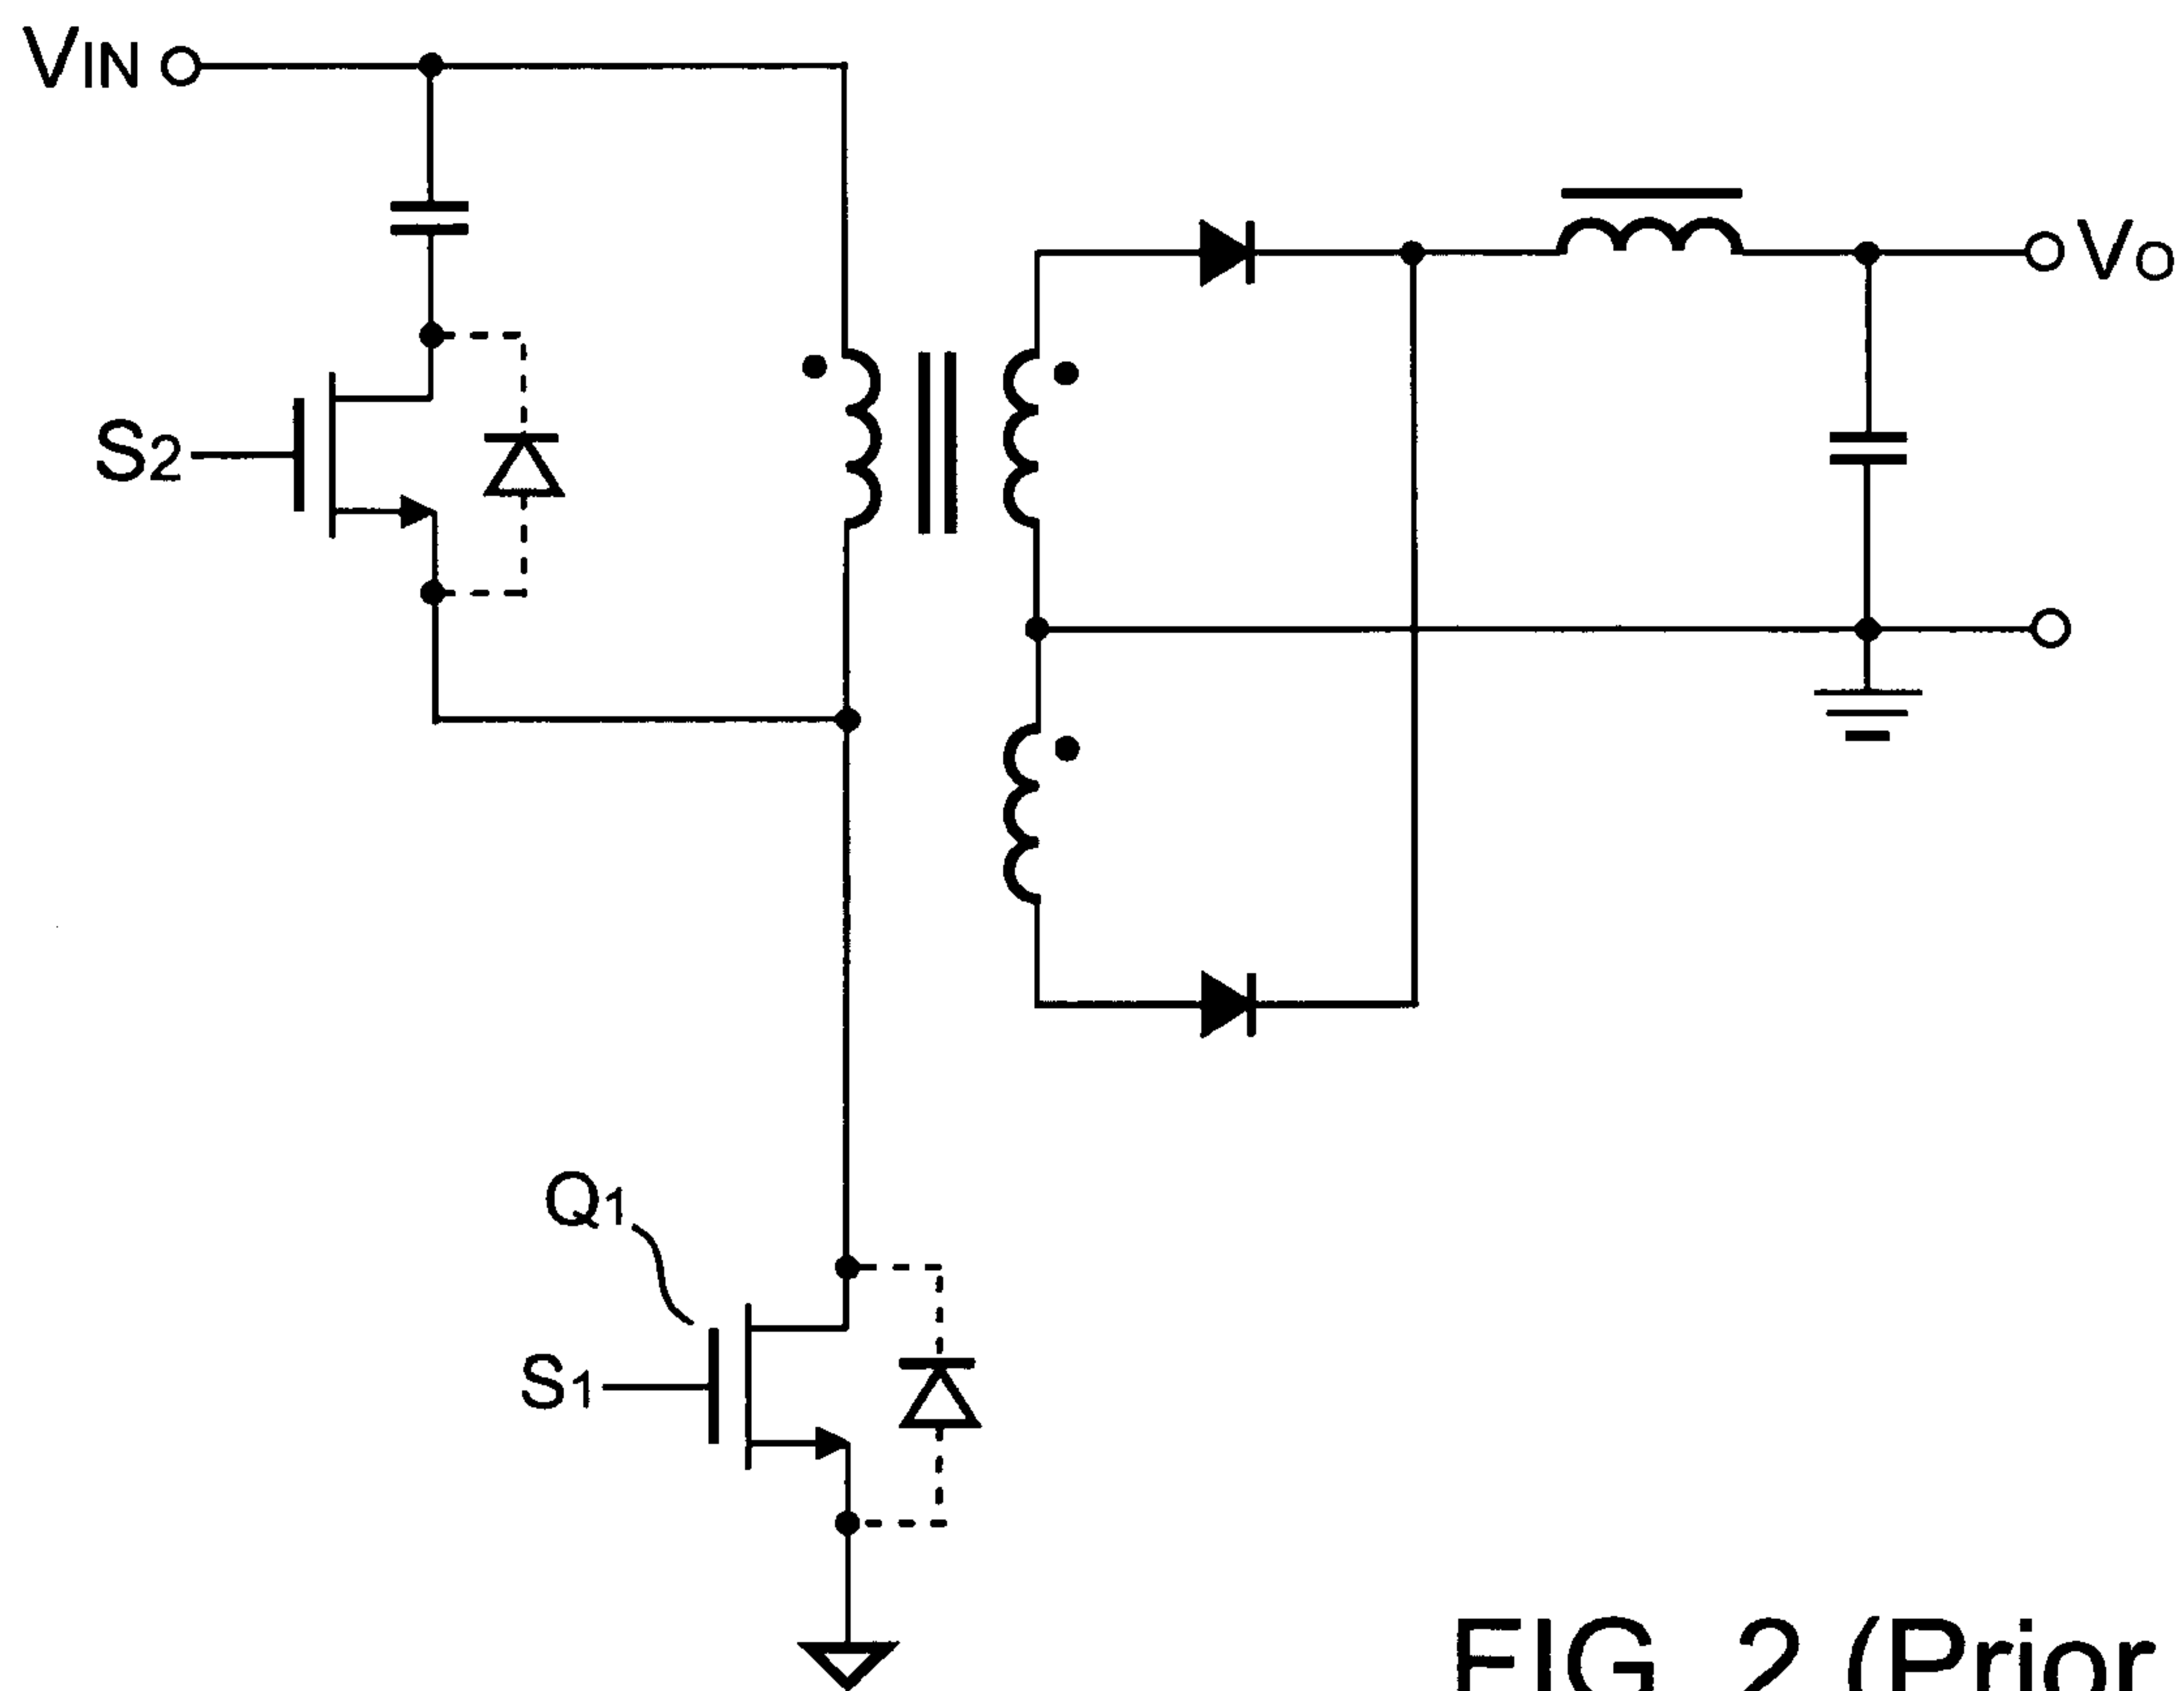 VIN
VO
S2
Q1
S1
FIG. 2 (Prior